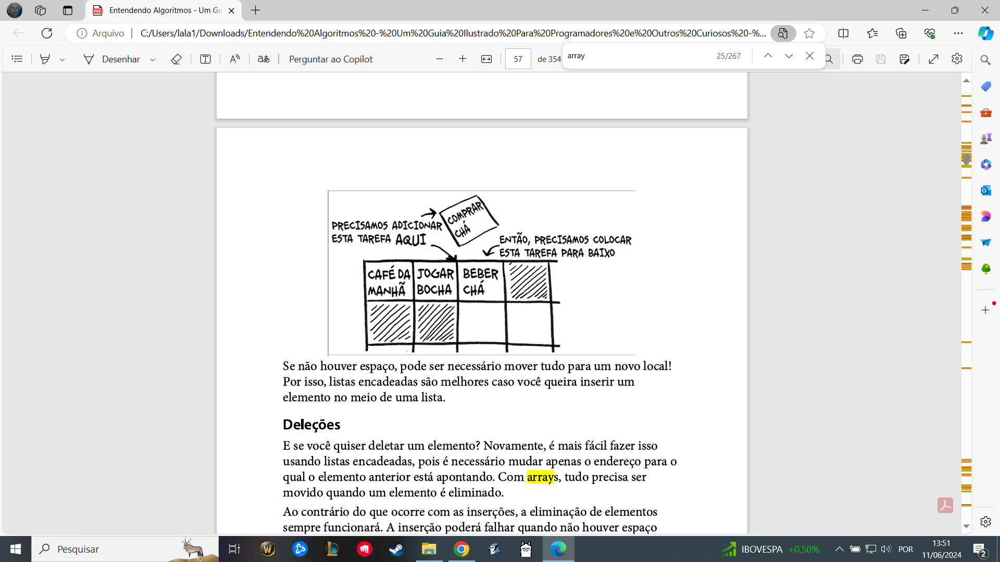 Entendendo Algoritmos - Um Gu
Arquivo
C:/Users/lala1/Downloads/Entendendo%20Algoritmos%20-%20Um%20Guia%20Ilustrado%20Para%20Programadores%20e%20Outros%20Curiosos%20-%...
Desenhar
Perguntar ao Copilot
57
de 354
array
25/267
PRECISAMOS ADICIONAR
ESTA TAREFA AQUI
COMPRAR
CHÁ
ENTÃO, PRECISAMOS COLOCAR
ESTA TAREFA PARA BAIXO
CAFÉ DA MANHÃ
JOGAR BOCHA
BEBER CHÁ
Se não houver espaço, pode ser necessário mover tudo para um novo local!
Por isso, listas encadeadas são melhores caso você queira inserir um
elemento no meio de uma lista.
Deleções
E se você quiser deletar um elemento? Novamente, é mais fácil fazer isso
usando listas encadeadas, pois é necessário mudar apenas o endereço para o
qual o elemento anterior está apontando. Com arrays, tudo precisa ser
movido quando um elemento é eliminado.
Ao contrário do que ocorre com as inserções, a eliminação de elementos
sempre funcionará. A inserção poderá falhar quando não houver espaço
Pesquisar
IBOVESPA +0,50%
POR
13:51
11/06/2024
2